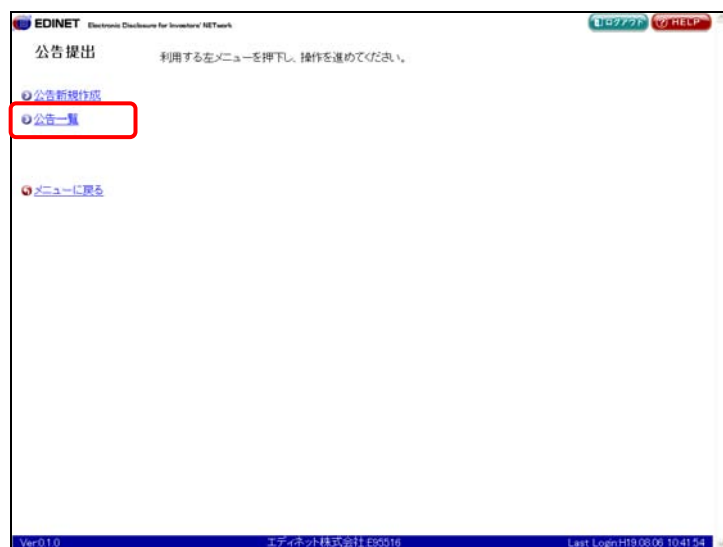 EDINET Electronic Disclosure for Investors' NETwork
ログアウト HELP
公告提出
利用する左メニューを押下し、操作を進めてください。
公告新規作成
公告一覧
メニューに戻る
Ver0.1.0 エディネット株式会社 E95516 Last Login H19.08.06 10:41:54